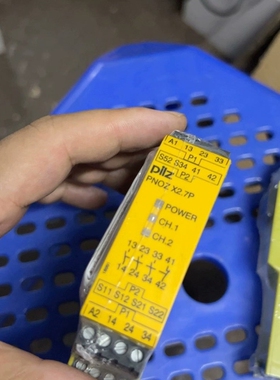 A1 13 23 33
P1
S52 S34 41 42
P2
pilz
PNOZ X2.7P
POWER
CH.1
CH.2
13 23 33 41
14 24 34 42
P2
S11 S12 S21 S22
P1
A2 14 24 34